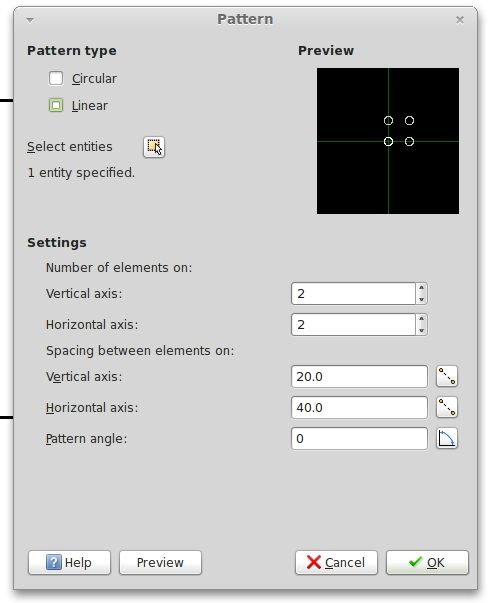 Pattern
Pattern type
Preview
Circular
Linear
Select entities
1 entity specified.
Settings
Number of elements on:
Vertical axis: 2
Horizontal axis: 2
Spacing between elements on:
Vertical axis: 20.0
Horizontal axis: 40.0
Pattern angle: 0
? Help Preview Cancel OK